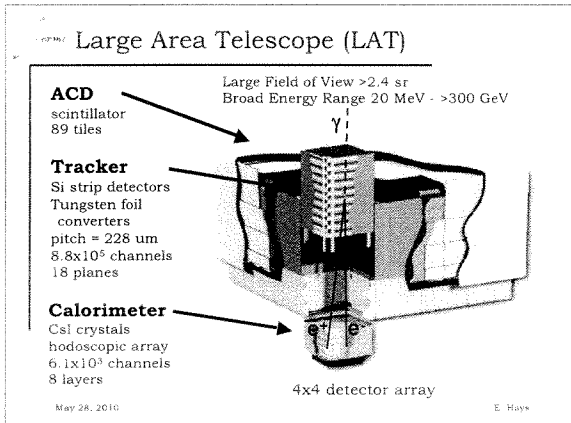 Large Area Telescope (LAT)
Large Field of View >2.4 sr
Broad Energy Range 20 MeV - >300 GeV
γ
ACD
scintillator
89 tiles
Tracker
Si strip detectors
Tungsten foil
converters
pitch = 228 um
8.8x10⁵ channels
18 planes
Calorimeter
CsI crystals
hodoscopic array
6.1x10³ channels
8 layers
e⁺ e⁻
4x4 detector array
May 28, 2010
E. Hays